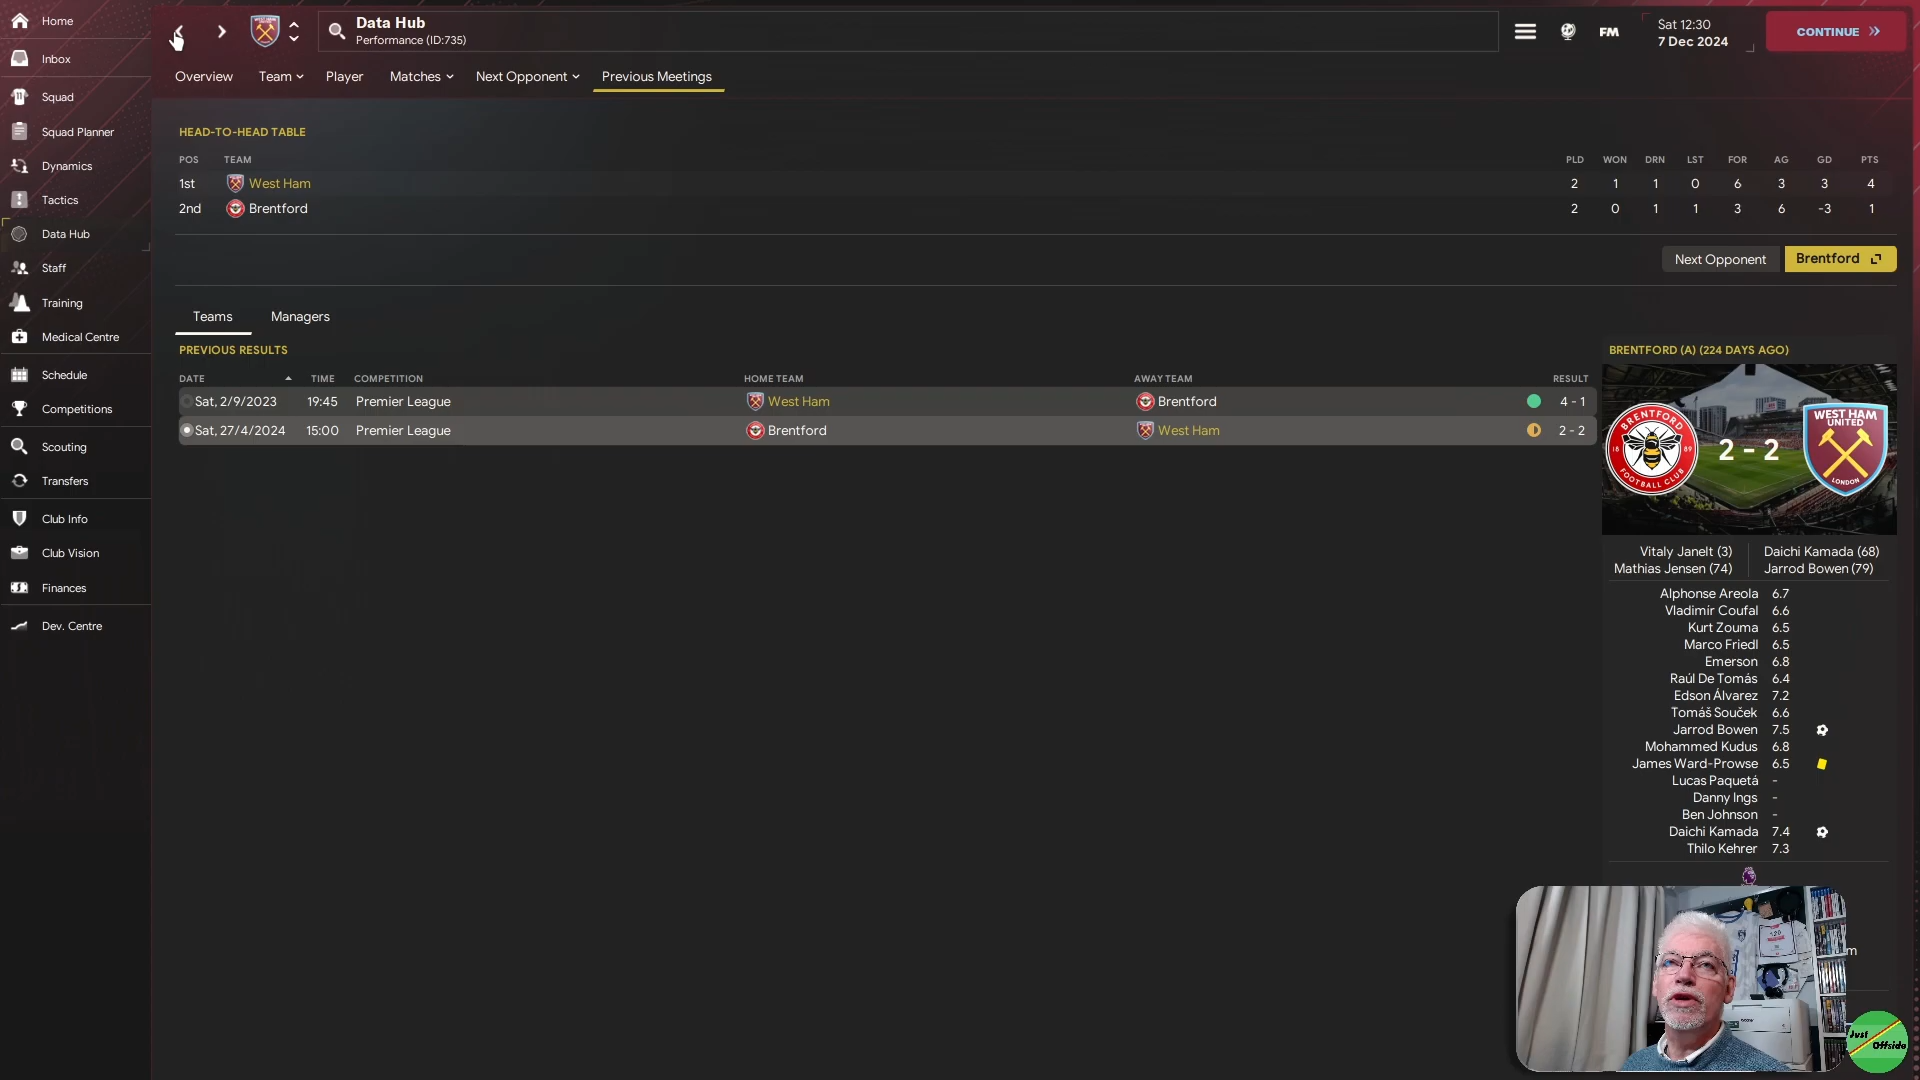 Home
Inbox
Squad
Squad Planner
Dynamics
Tactics
Data Hub
Staff
Training
Medical Centre
Schedule
Competitions
Scouting
Transfers
Club Info
Club Vision
Finances
Dev. Centre
Data Hub
Performance (ID:735)
FM
Sat 12:30
7 Dec 2024
CONTINUE
Overview Team Player Matches Next Opponent Previous Meetings
HEAD-TO-HEAD TABLE
POS TEAM PLD WON DRN LST FOR AG GD PTS
1st West Ham 2 1 1 0 6 3 3 4
2nd Brentford 2 0 1 1 3 6 -3 1
Next Opponent Brentford
Teams Managers
PREVIOUS RESULTS
DATE TIME COMPETITION HOME TEAM AWAY TEAM RESULT
Sat, 2/9/2023 19:45 Premier League West Ham Brentford 4 - 1
Sat, 27/4/2024 15:00 Premier League Brentford West Ham 2 - 2
BRENTFORD (A) (224 DAYS AGO)
BRENTFORD
18 89
FOOTBALL CLUB
2 - 2
WEST HAM
UNITED
LONDON
Vitaly Janelt (3) Daichi Kamada (68)
Mathias Jensen (74) Jarrod Bowen (79)
Alphonse Areola 6.7
Vladimír Coufal 6.6
Kurt Zouma 6.5
Marco Friedl 6.5
Emerson 6.8
Raúl De Tomás 6.4
Edson Álvarez 7.2
Tomáš Souček 6.6
Jarrod Bowen 7.5
Mohammed Kudus 6.8
James Ward-Prowse 6.5
Lucas Paquetá -
Danny Ings -
Ben Johnson -
Daichi Kamada 7.4
Thilo Kehrer 7.3
Just
Offside